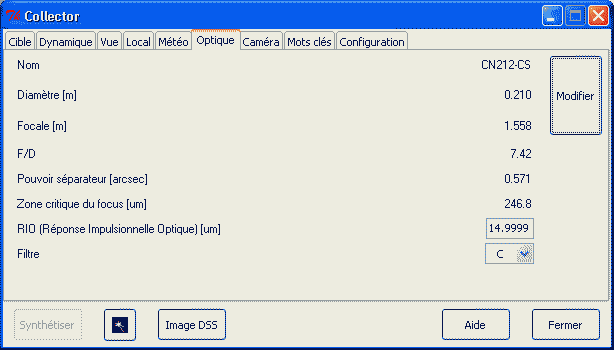 Collector
Cible Dynamique Vue Local Météo Optique Caméra Mots clés Configuration
Nom CN212-CS
Modifier
Diamètre [m] 0.210
Focale [m] 1.558
F/D 7.42
Pouvoir séparateur [arcsec] 0.571
Zone critique du focus [um] 246.8
RIO (Réponse Impulsionnelle Optique) [um] 14.9999
Filtre C
Synthétiser Image DSS Aide Fermer